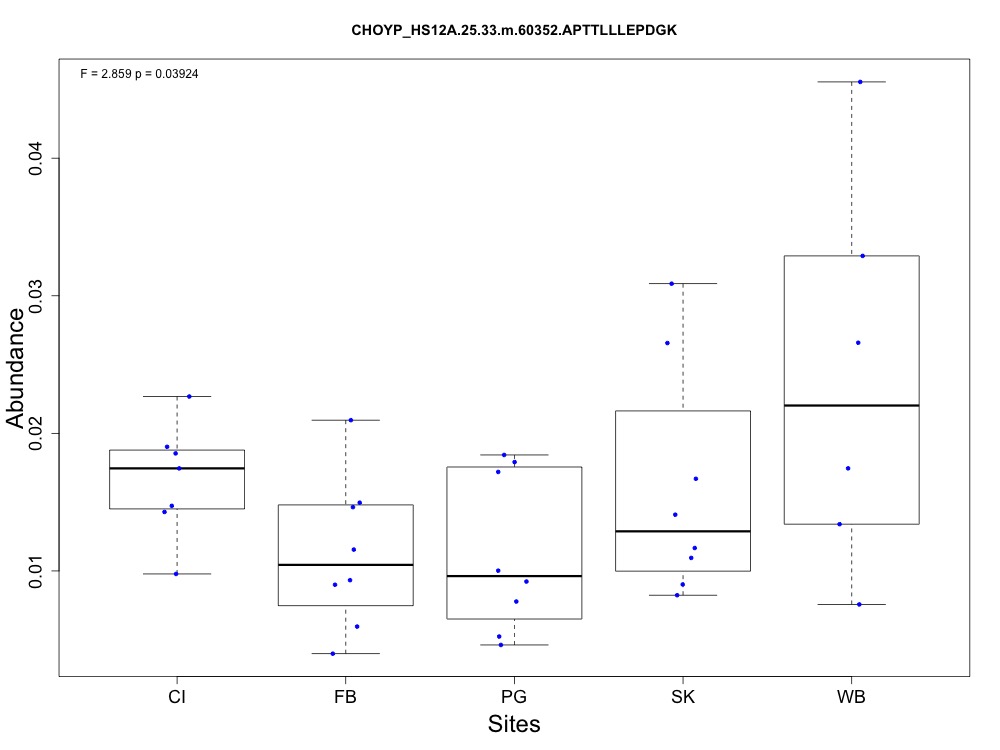 CHOYP_HS12A.25.33.m.60352.APTTLLLEPDGK
F = 2.859 p = 0.03924
0.04
0.03
0.02
0.01
Abundance
CI FB PG SK WB
Sites